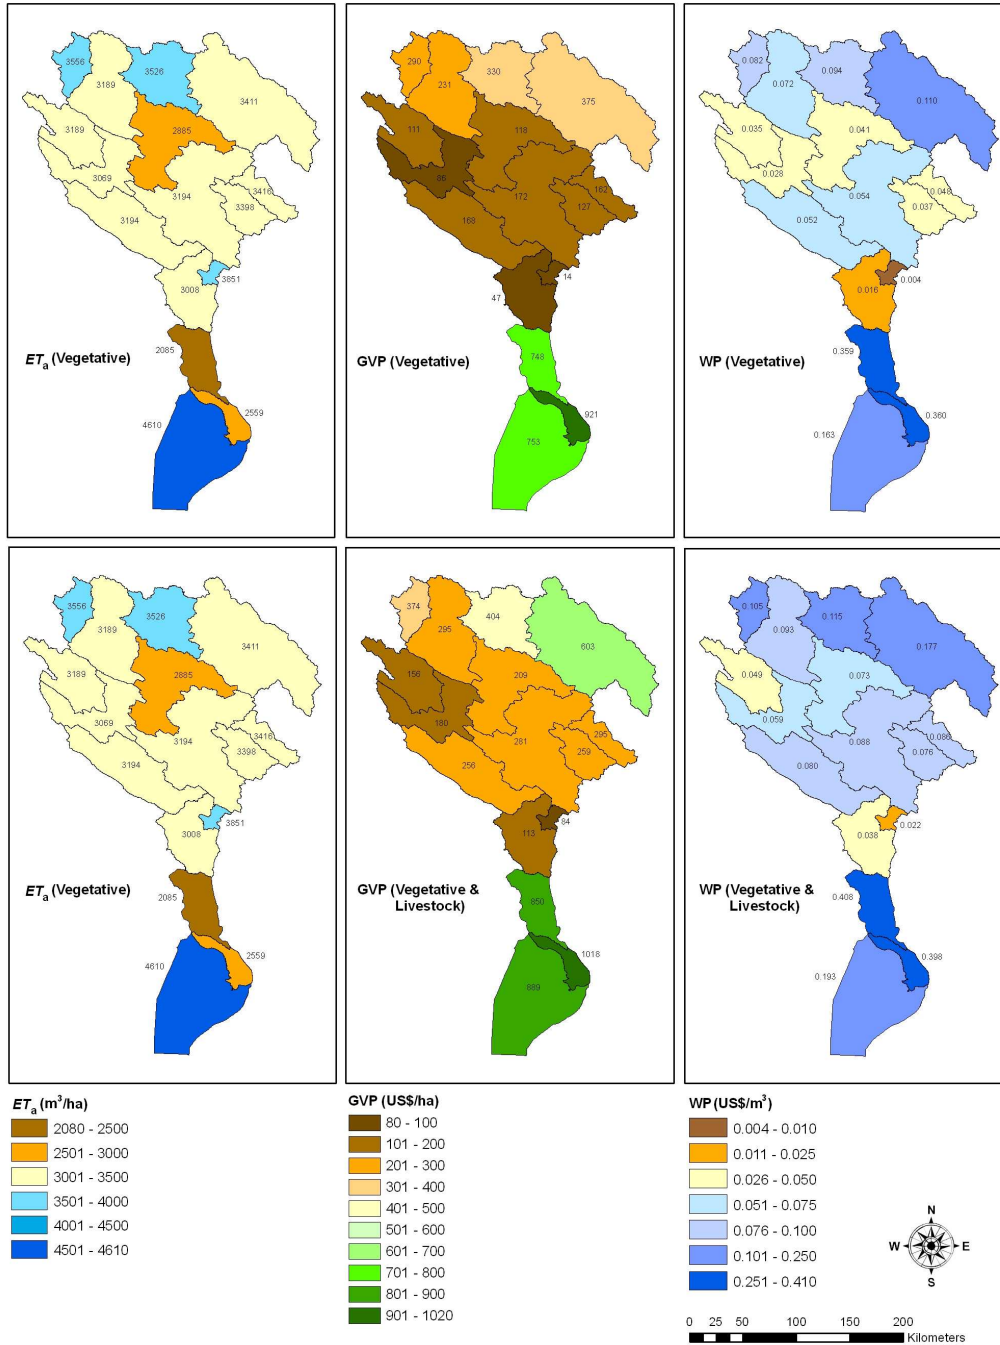 3556
3189
3526
3411
3189
2885
3069
3194
3194
3416
3398
3008
3851
2085
2559
4610
ETa (Vegetative)
290
231
330
375
111
118
86
172
162
127
168
14
47
748
921
753
GVP (Vegetative)
0.082
0.072
0.094
0.110
0.035
0.041
0.028
0.054
0.048
0.037
0.052
0.004
0.016
0.359
0.360
0.163
WP (Vegetative)
3556
3189
3526
3411
3189
2885
3069
3194
3194
3416
3398
3008
3851
2085
2559
4610
ETa (Vegetative)
374
295
404
603
156
209
180
281
295
259
256
84
113
850
1018
889
GVP (Vegetative &
Livestock)
0.105
0.093
0.115
0.177
0.049
0.073
0.059
0.088
0.086
0.076
0.080
0.022
0.038
0.408
0.398
0.193
WP (Vegetative &
Livestock)
ETa (m³/ha)
2080 - 2500
2501 - 3000
3001 - 3500
3501 - 4000
4001 - 4500
4501 - 4610
GVP (US$/ha)
80 - 100
101 - 200
201 - 300
301 - 400
401 - 500
501 - 600
601 - 700
701 - 800
801 - 900
901 - 1020
WP (US$/m³)
0.004 - 0.010
0.011 - 0.025
0.026 - 0.050
0.051 - 0.075
0.076 - 0.100
0.101 - 0.250
0.251 - 0.410
N
W E
S
0 25 50 100 150 200
Kilometers